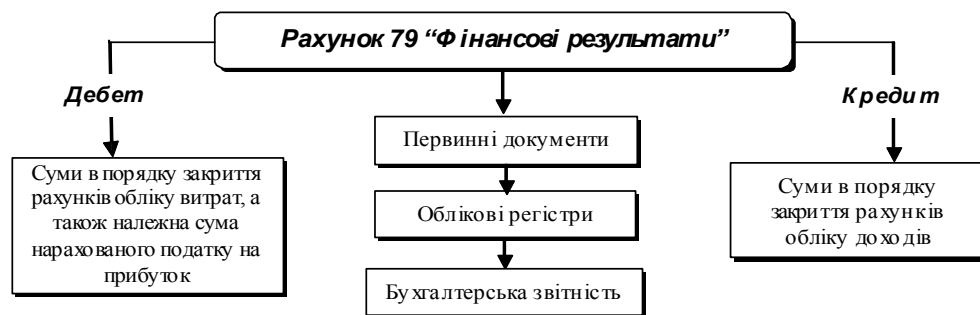 Рахунок 79 “Фінансові результати”
Дебет
Кредит
Суми в порядку закриття
рахунків обліку витрат, а
також належна сума
нарахованого податку на
прибуток
Первинні документи
Облікові регістри
Бухгалтерська звітність
Суми в порядку
закриття рахунків
обліку доходів